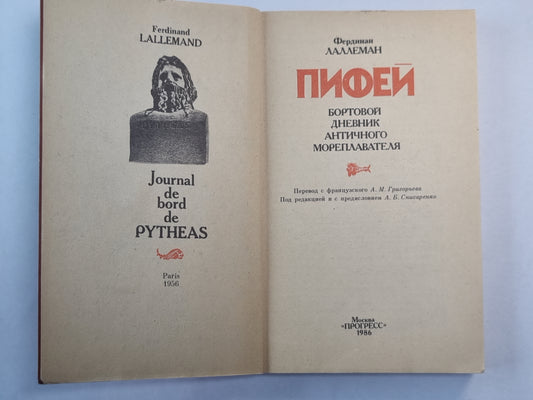 Ferdinand
LALLEMAND
Journal
de
bord
de
PYTHEAS
Paris
1956
Фердинан
ЛАЛЛЕМАН
ПИФЕЙ
БОРТОВОЙ
ДНЕВНИК
АНТИЧНОГО
МОРЕПЛАВАТЕЛЯ
Перевод с французского А. М. Григорьева
Под редакцией и с предисловием А. Б. Снисаренко
Москва
«ПРОГРЕСС»
1986